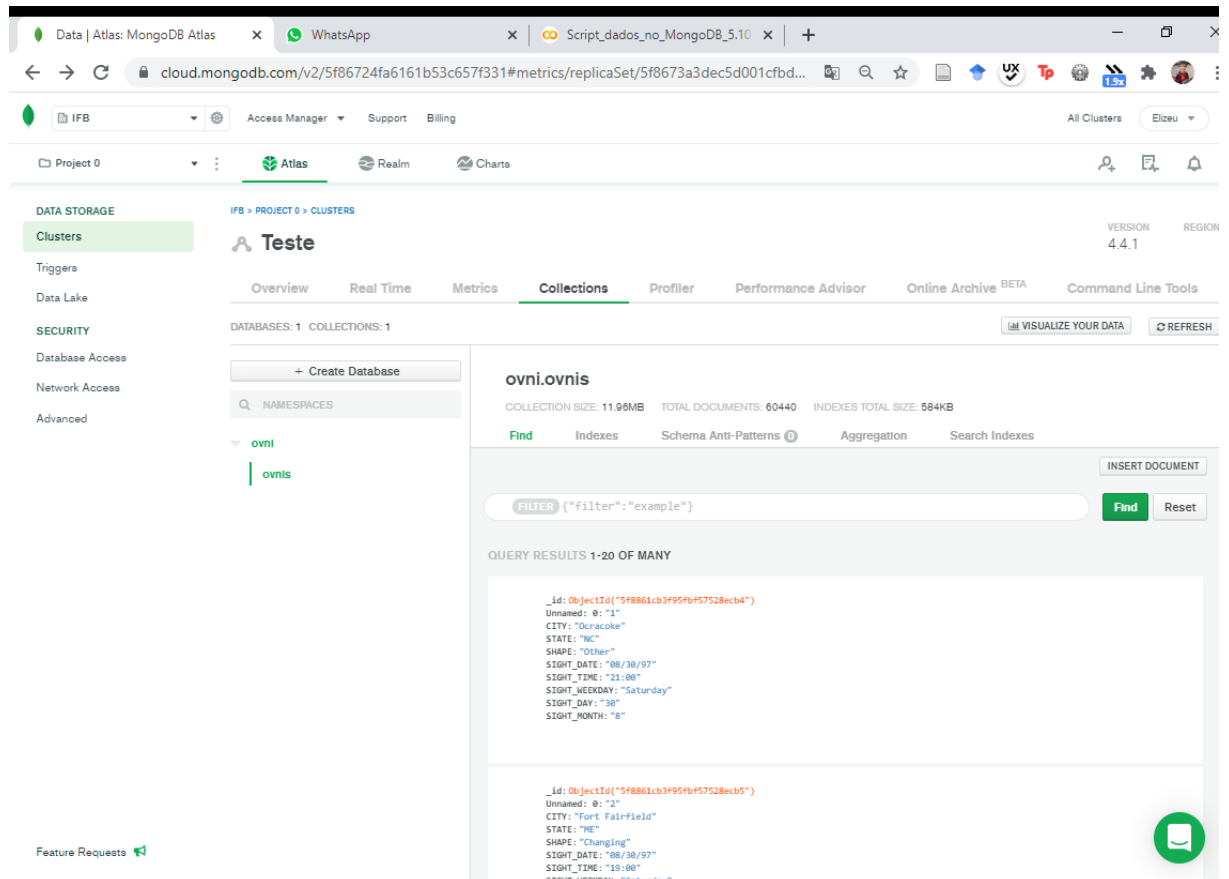 Data | Atlas: MongoDB Atlas
WhatsApp
Script_dados_no_MongoDB_5.10
cloud.mongodb.com/v2/5f86724fa6161b53c657f331#metrics/replicaSet/5f8673a3dec5d001cfbd...
UX
Tp
1.9x
IFB
Access Manager
Support
Billing
All Clusters
Elizeu
Project 0
Atlas
Realm
Charts
DATA STORAGE
Clusters
Triggers
Data Lake
SECURITY
Database Access
Network Access
Advanced
Feature Requests
IFB > PROJECT 0 > CLUSTERS
Teste
VERSION
4.4.1
REGION
Overview
Real Time
Metrics
Collections
Profiler
Performance Advisor
Online Archive BETA
Command Line Tools
DATABASES: 1 COLLECTIONS: 1
VISUALIZE YOUR DATA
REFRESH
+ Create Database
NAMESPACES
ovni
ovnis
ovni.ovnis
COLLECTION SIZE: 11.96MB TOTAL DOCUMENTS: 60440 INDEXES TOTAL SIZE: 584KB
Find
Indexes
Schema Anti-Patterns 0
Aggregation
Search Indexes
INSERT DOCUMENT
FILTER {"filter":"example"}
Find
Reset
QUERY RESULTS 1-20 OF MANY
_id: ObjectId("5f8861cb3f95fbf57528ecb4")
Unnamed: 0: "1"
CITY: "Ocracoke"
STATE: "NC"
SHAPE: "Other"
SIGHT_DATE: "08/30/97"
SIGHT_TIME: "21:00"
SIGHT_WEEKDAY: "Saturday"
SIGHT_DAY: "30"
SIGHT_MONTH: "8"
_id: ObjectId("5f8861cb3f95fbf57528ecb5")
Unnamed: 0: "2"
CITY: "Fort Fairfield"
STATE: "ME"
SHAPE: "Changing"
SIGHT_DATE: "08/30/97"
SIGHT_TIME: "19:00"